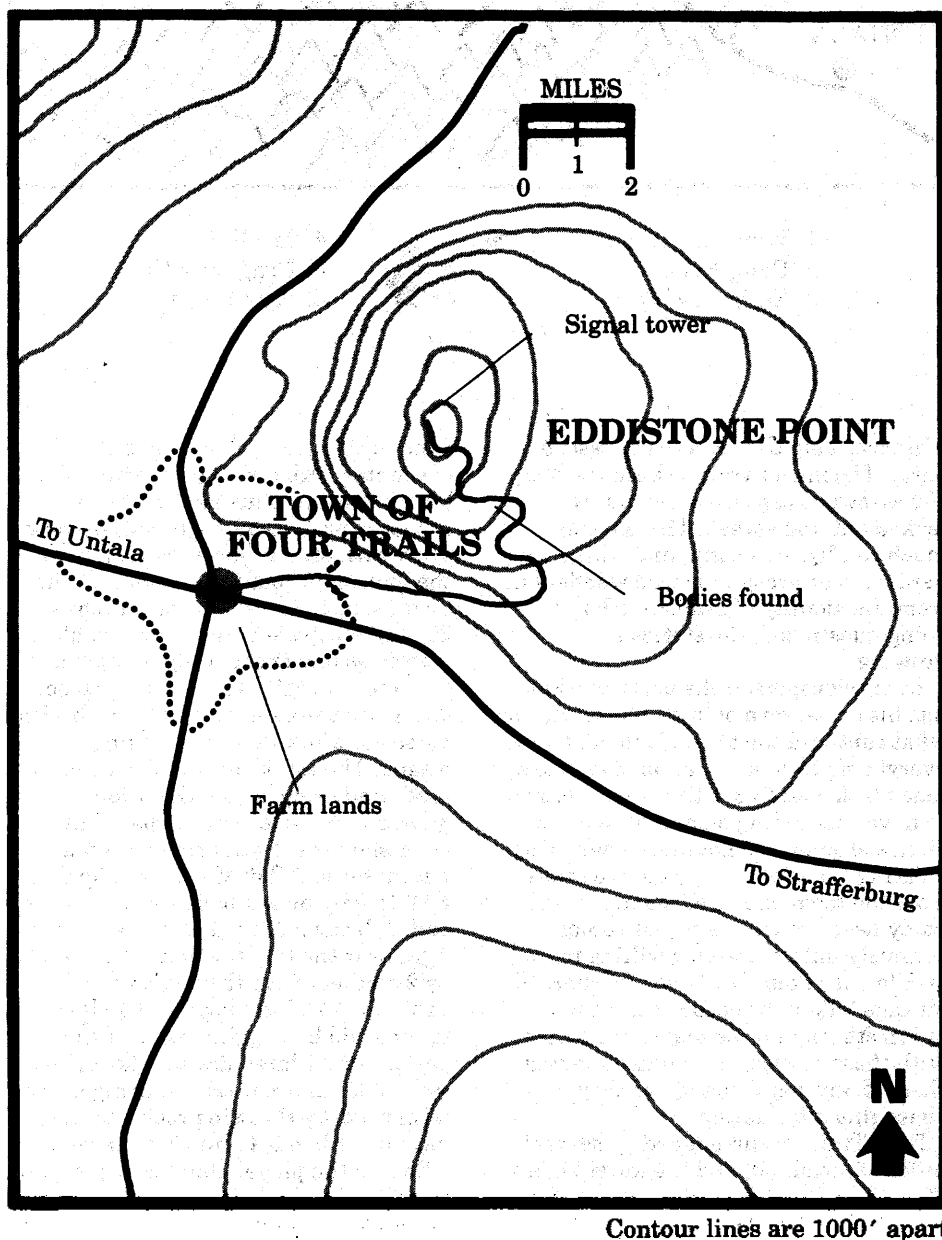 MILES
1
0 2
Signal tower
EDDISTONE POINT
TOWN OF
FOUR TRAILS
To Untala
Bodies found
Farm lands
To Strafferburg
N
Contour lines are 1000′ apart